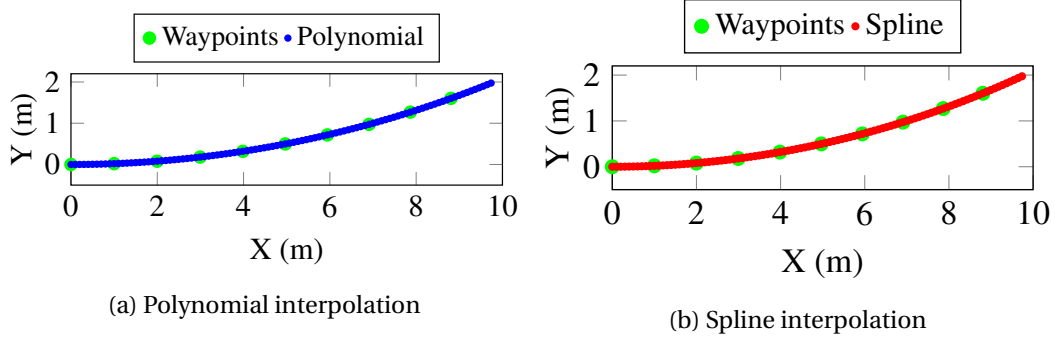 Waypoints Polynomial
2
1
0
Y (m)
0 2 4 6 8 10
X (m)
(a) Polynomial interpolation
Waypoints Spline
2
1
0
Y (m)
0 2 4 6 8 10
X (m)
(b) Spline interpolation